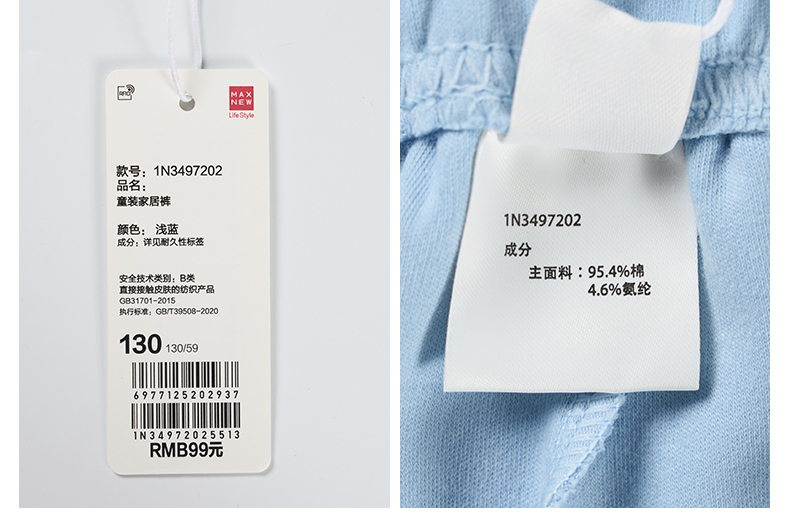 RFID
MAX
NEW
LifeStyle
款号：1N3497202
品名：
童装家居裤
颜色：浅蓝
成分：详见耐久性标签
安全技术类别：B类
直接接触皮肤的纺织产品
GB31701-2015
执行标准：GB/T39508-2020
130 130/59
6977125202937
1N34972025513
RMB99元
1N3497202
成分
主面料：95.4%棉
4.6%氨纶